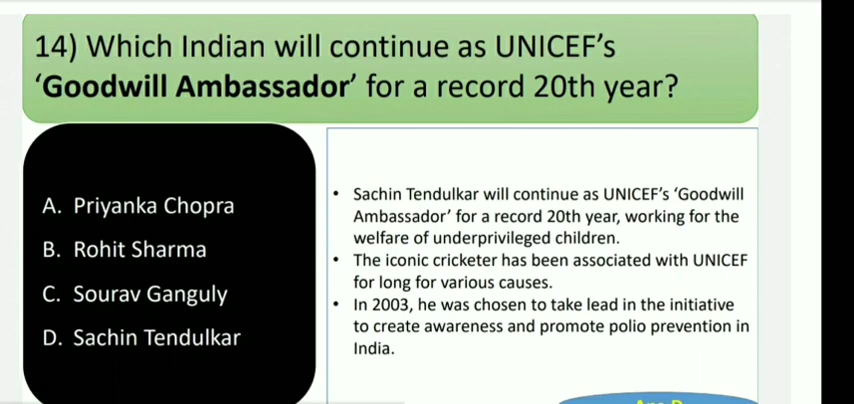 14) Which Indian will continue as UNICEF’s
‘Goodwill Ambassador’ for a record 20th year?
A. Priyanka Chopra
B. Rohit Sharma
C. Sourav Ganguly
D. Sachin Tendulkar
• Sachin Tendulkar will continue as UNICEF’s ‘Goodwill
Ambassador’ for a record 20th year, working for the
welfare of underprivileged children.
• The iconic cricketer has been associated with UNICEF
for long for various causes.
• In 2003, he was chosen to take lead in the initiative
to create awareness and promote polio prevention in
India.